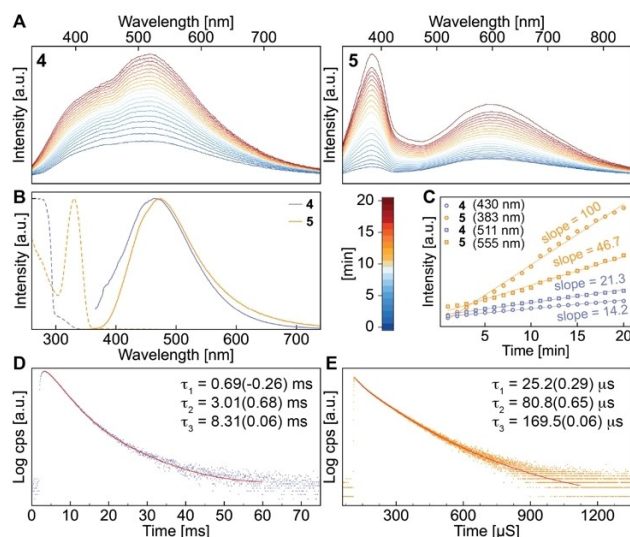 A
Wavelength [nm]
Wavelength [nm]
400 500 600 700
400 500 600 700 800
4
5
Intensity [a.u.]
Intensity [a.u.]
B
4
5
[min]
20
15
10
5
0
C
4 (430 nm)
5 (383 nm)
4 (511 nm)
5 (555 nm)
slope = 100
slope = 46.7
slope = 21.3
slope = 14.2
Intensity [a.u.]
Intensity
300 400 500 600 700
Wavelength [nm]
5 10 15 20
Time [min]
D
τ1 = 0.69(-0.26) ms
τ2 = 3.01(0.68) ms
τ3 = 8.31(0.06) ms
Log cps [a.u.]
0 10 20 30 40 50 60 70
Time [ms]
E
τ1 = 25.2(0.29) μs
τ2 = 80.8(0.65) μs
τ3 = 169.5(0.06) μs
Log cps [a.u.]
300 600 900 1200
Time [μS]